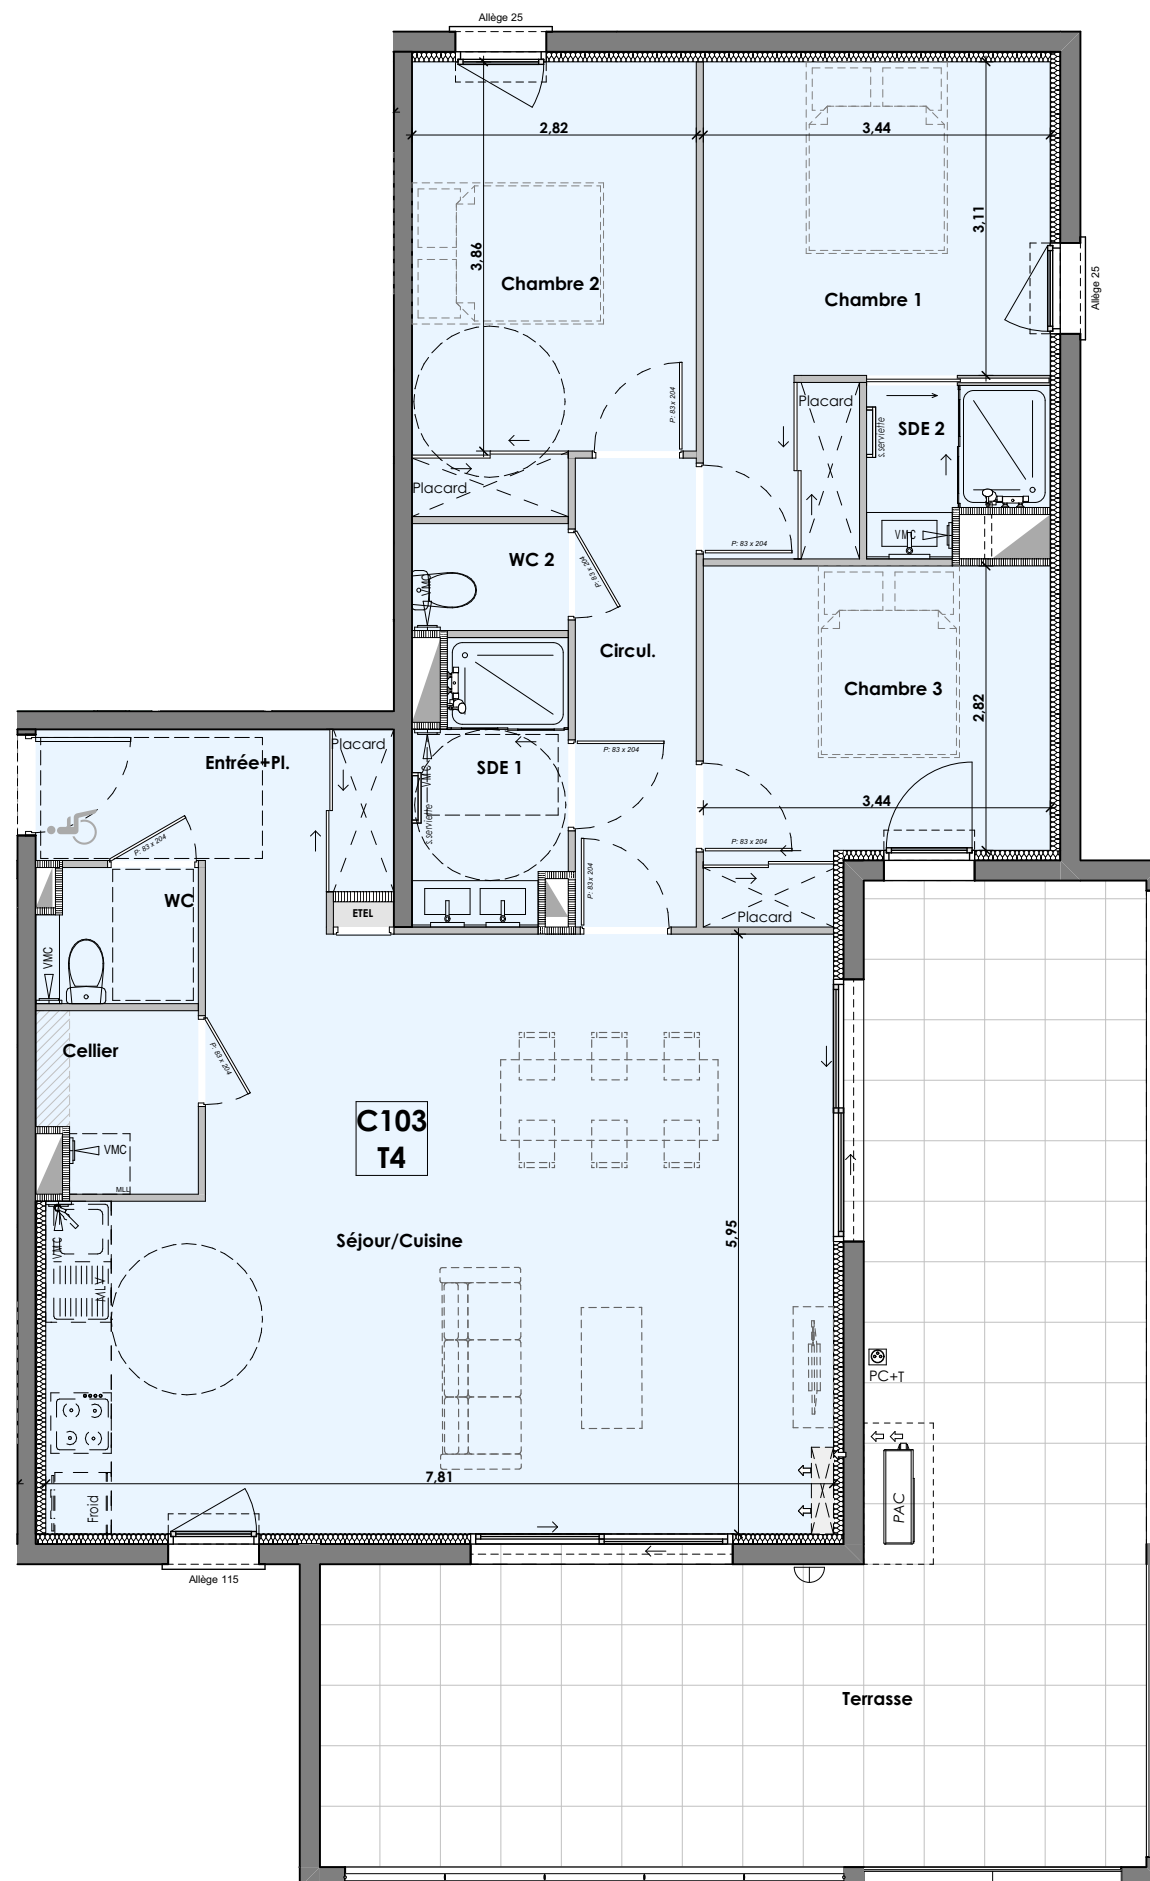 Allège 25
2,82
3,44
3,86
3,11
Chambre 2
Chambre 1
Allège 25
P: 83 x 204
Placard
s.serviette
SDE 2
Placard
VMC
P: 83 x 204
WC 2
P: 83 x 204
VMC
Circul.
Chambre 3
2,82
Entrée+Pl.
Placard
SDE 1
P: 83 x 204
VMC
s.serviette
3,44
P: 83 x 204
P: 83 x 204
P: 83 x 204
WC
ETEL
Placard
VMC
Cellier
P: 83 x 204
C103
T4
VMC
MLL
5,95
Séjour/Cuisine
VMC
MLV
PC+T
7,81
Froid
PAC
Allège 115
Terrasse